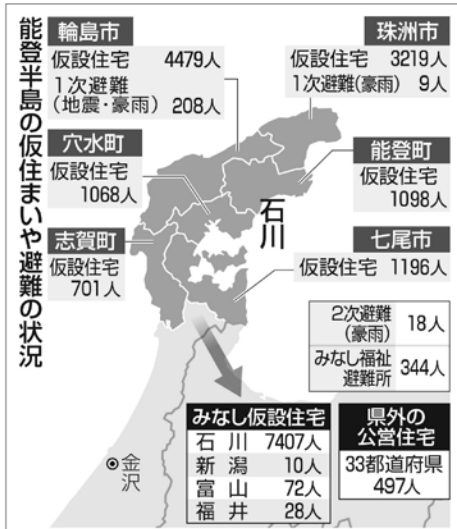 能登半島の仮住まいや避難の状況
輪島市
仮設住宅 4479人
1次避難
(地震・豪雨) 208人
珠洲市
仮設住宅 3219人
1次避難(豪雨) 9人
穴水町
仮設住宅
1068人
能登町
仮設住宅
1098人
石川
志賀町
仮設住宅
701人
七尾市
仮設住宅 1196人
2次避難
(豪雨) 18人
みなし福祉
避難所 344人
みなし仮設住宅
石川 7407人
新潟 10人
富山 72人
福井 28人
県外の
公営住宅
33都道府県
497人
金沢